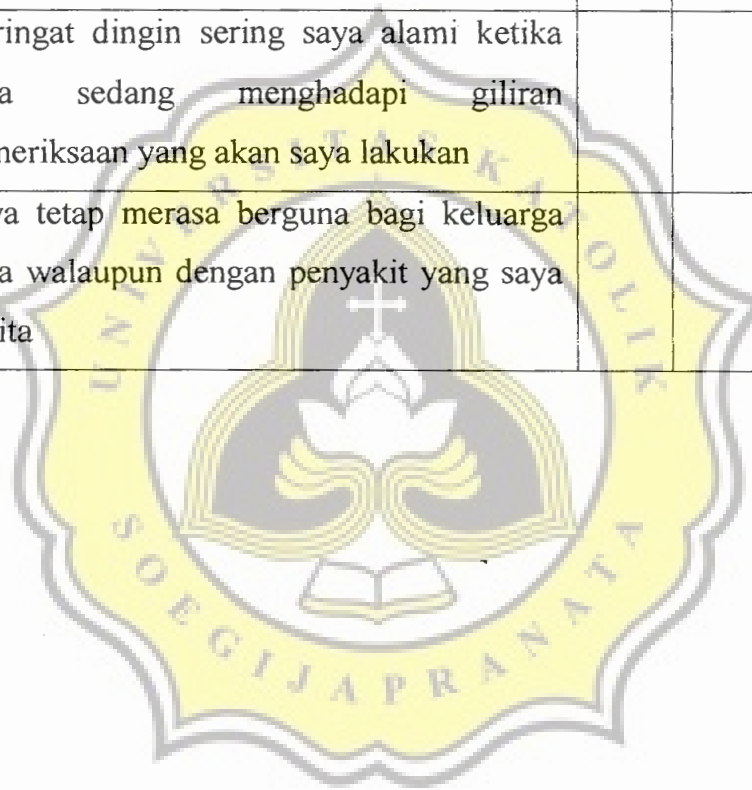 ringat dingin sering saya alami ketika
a sedang menghadapi giliran
neriksaan yang akan saya lakukan
va tetap merasa berguna bagi keluarga
a walaupun dengan penyakit yang saya
ita
UNIVERSITAS KATOLIK
SOEGIJAPRANATA